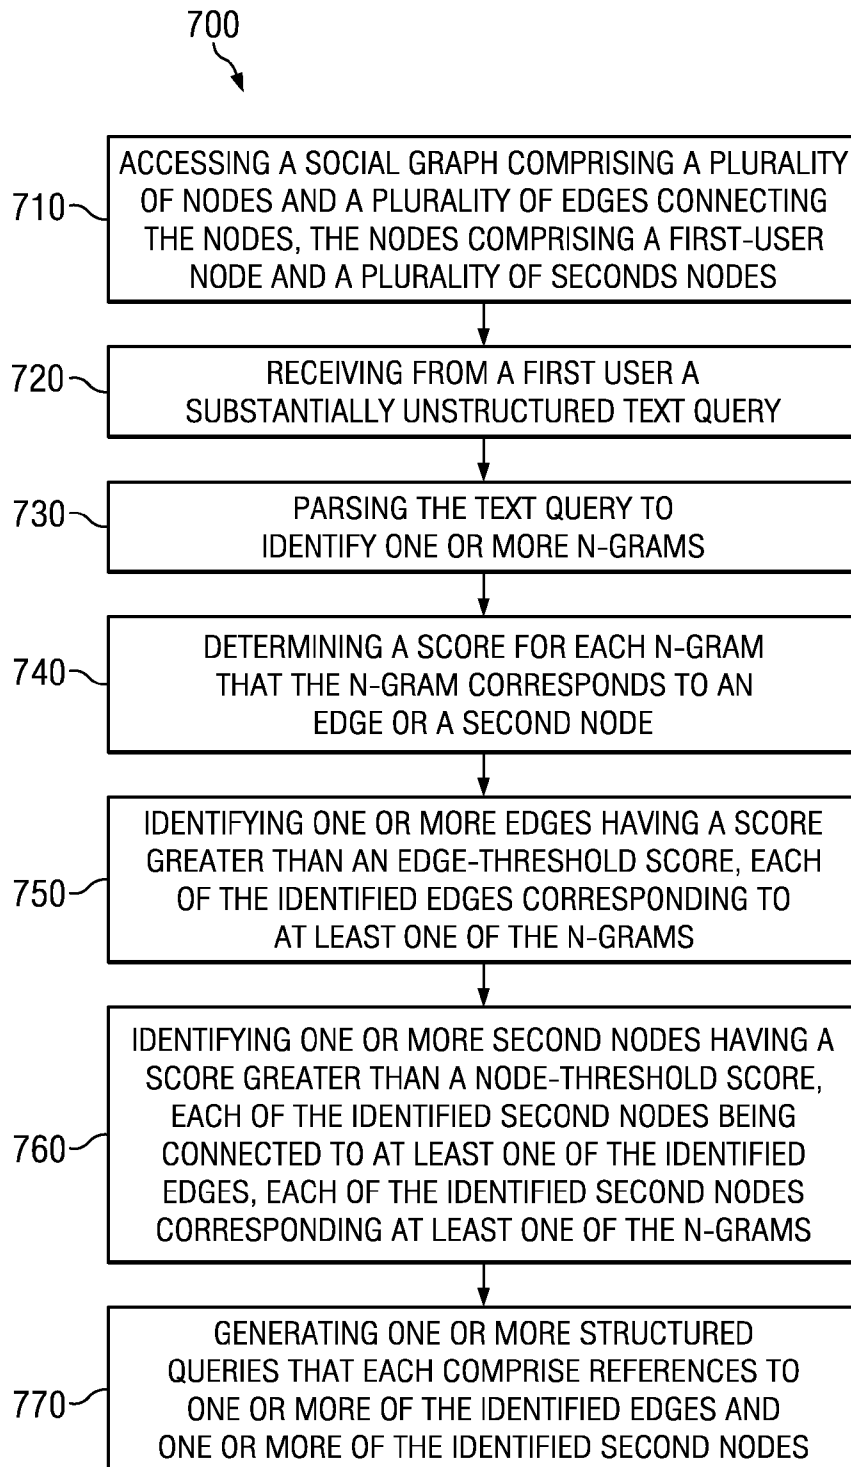 700
710
ACCESSING A SOCIAL GRAPH COMPRISING A PLURALITY
OF NODES AND A PLURALITY OF EDGES CONNECTING
THE NODES, THE NODES COMPRISING A FIRST-USER
NODE AND A PLURALITY OF SECONDS NODES
720
RECEIVING FROM A FIRST USER A
SUBSTANTIALLY UNSTRUCTURED TEXT QUERY
730
PARSING THE TEXT QUERY TO
IDENTIFY ONE OR MORE N-GRAMS
740
DETERMINING A SCORE FOR EACH N-GRAM
THAT THE N-GRAM CORRESPONDS TO AN
EDGE OR A SECOND NODE
750
IDENTIFYING ONE OR MORE EDGES HAVING A SCORE
GREATER THAN AN EDGE-THRESHOLD SCORE, EACH
OF THE IDENTIFIED EDGES CORRESPONDING TO
AT LEAST ONE OF THE N-GRAMS
760
IDENTIFYING ONE OR MORE SECOND NODES HAVING A
SCORE GREATER THAN A NODE-THRESHOLD SCORE,
EACH OF THE IDENTIFIED SECOND NODES BEING
CONNECTED TO AT LEAST ONE OF THE IDENTIFIED
EDGES, EACH OF THE IDENTIFIED SECOND NODES
CORRESPONDING AT LEAST ONE OF THE N-GRAMS
770
GENERATING ONE OR MORE STRUCTURED
QUERIES THAT EACH COMPRISE REFERENCES TO
ONE OR MORE OF THE IDENTIFIED EDGES AND
ONE OR MORE OF THE IDENTIFIED SECOND NODES